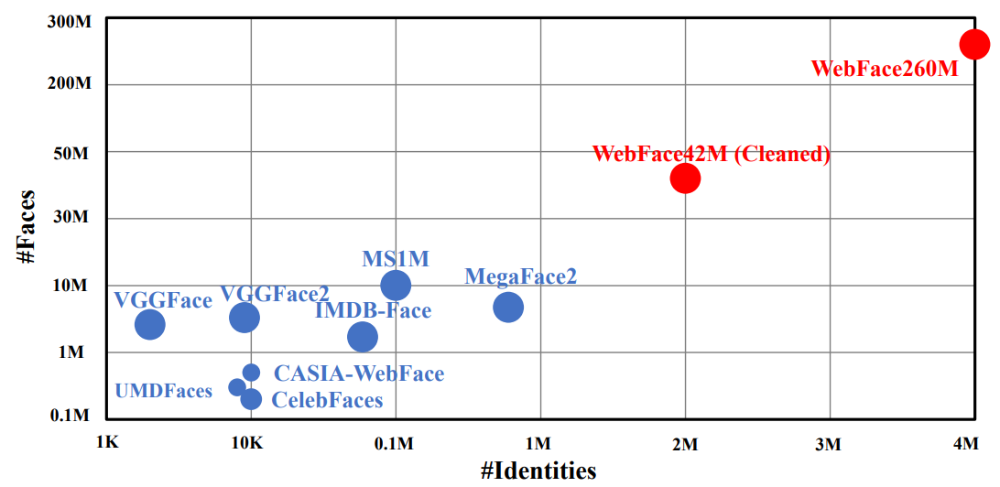 300M
WebFace260M
200M
50M
WebFace42M (Cleaned)
30M
#Faces
MS1M
10M
MegaFace2
VGGFace
VGGFace2
IMDB-Face
1M
CASIA-WebFace
UMDFaces
CelebFaces
0.1M
1K
10K
0.1M
1M
2M
3M
4M
#Identities